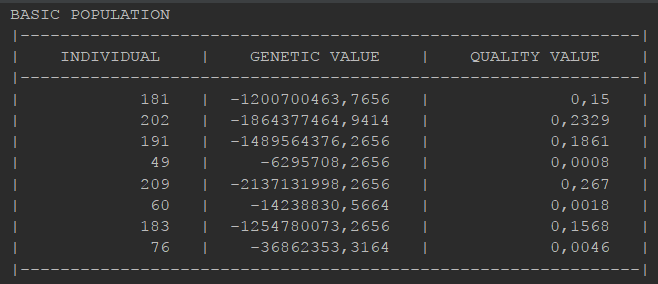 BASIC POPULATION
|---------------------------------------------------------------|
|    INDIVIDUAL    |    GENETIC VALUE    |    QUALITY VALUE    |
|---------------------------------------------------------------|
|            181   |  -1200700463,7656   |              0,15   |
|            202   |  -1864377464,9414   |            0,2329   |
|            191   |  -1489564376,2656   |            0,1861   |
|             49   |     -6295708,2656   |            0,0008   |
|            209   |  -2137131998,2656   |             0,267   |
|             60   |    -14238830,5664   |            0,0018   |
|            183   |  -1254780073,2656   |            0,1568   |
|             76   |    -36862353,3164   |            0,0046   |
|---------------------------------------------------------------|